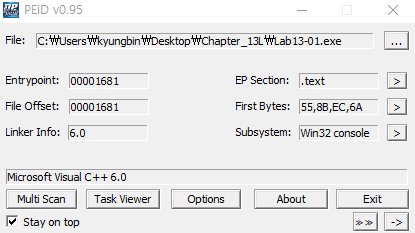 PEiD v0.95
File: C:₩Users₩kyungbin₩Desktop₩Chapter_13L₩Lab13-01.exe ...
Entrypoint: 00001681 EP Section: .text >
File Offset: 00001681 First Bytes: 55,8B,EC,6A >
Linker Info: 6.0 Subsystem: Win32 console >
Microsoft Visual C++ 6.0
Multi Scan Task Viewer Options About Exit
Stay on top >> ->